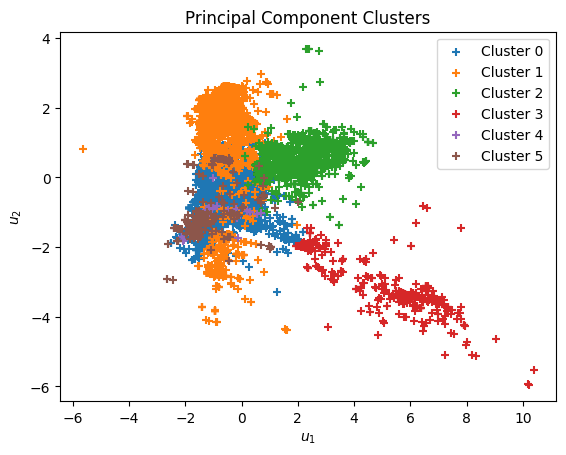 Principal Component Clusters
Cluster 0
Cluster 1
Cluster 2
Cluster 3
Cluster 4
Cluster 5
4
2
0
−2
−4
−6
u₂
−6 −4 −2 0 2 4 6 8 10
u₁